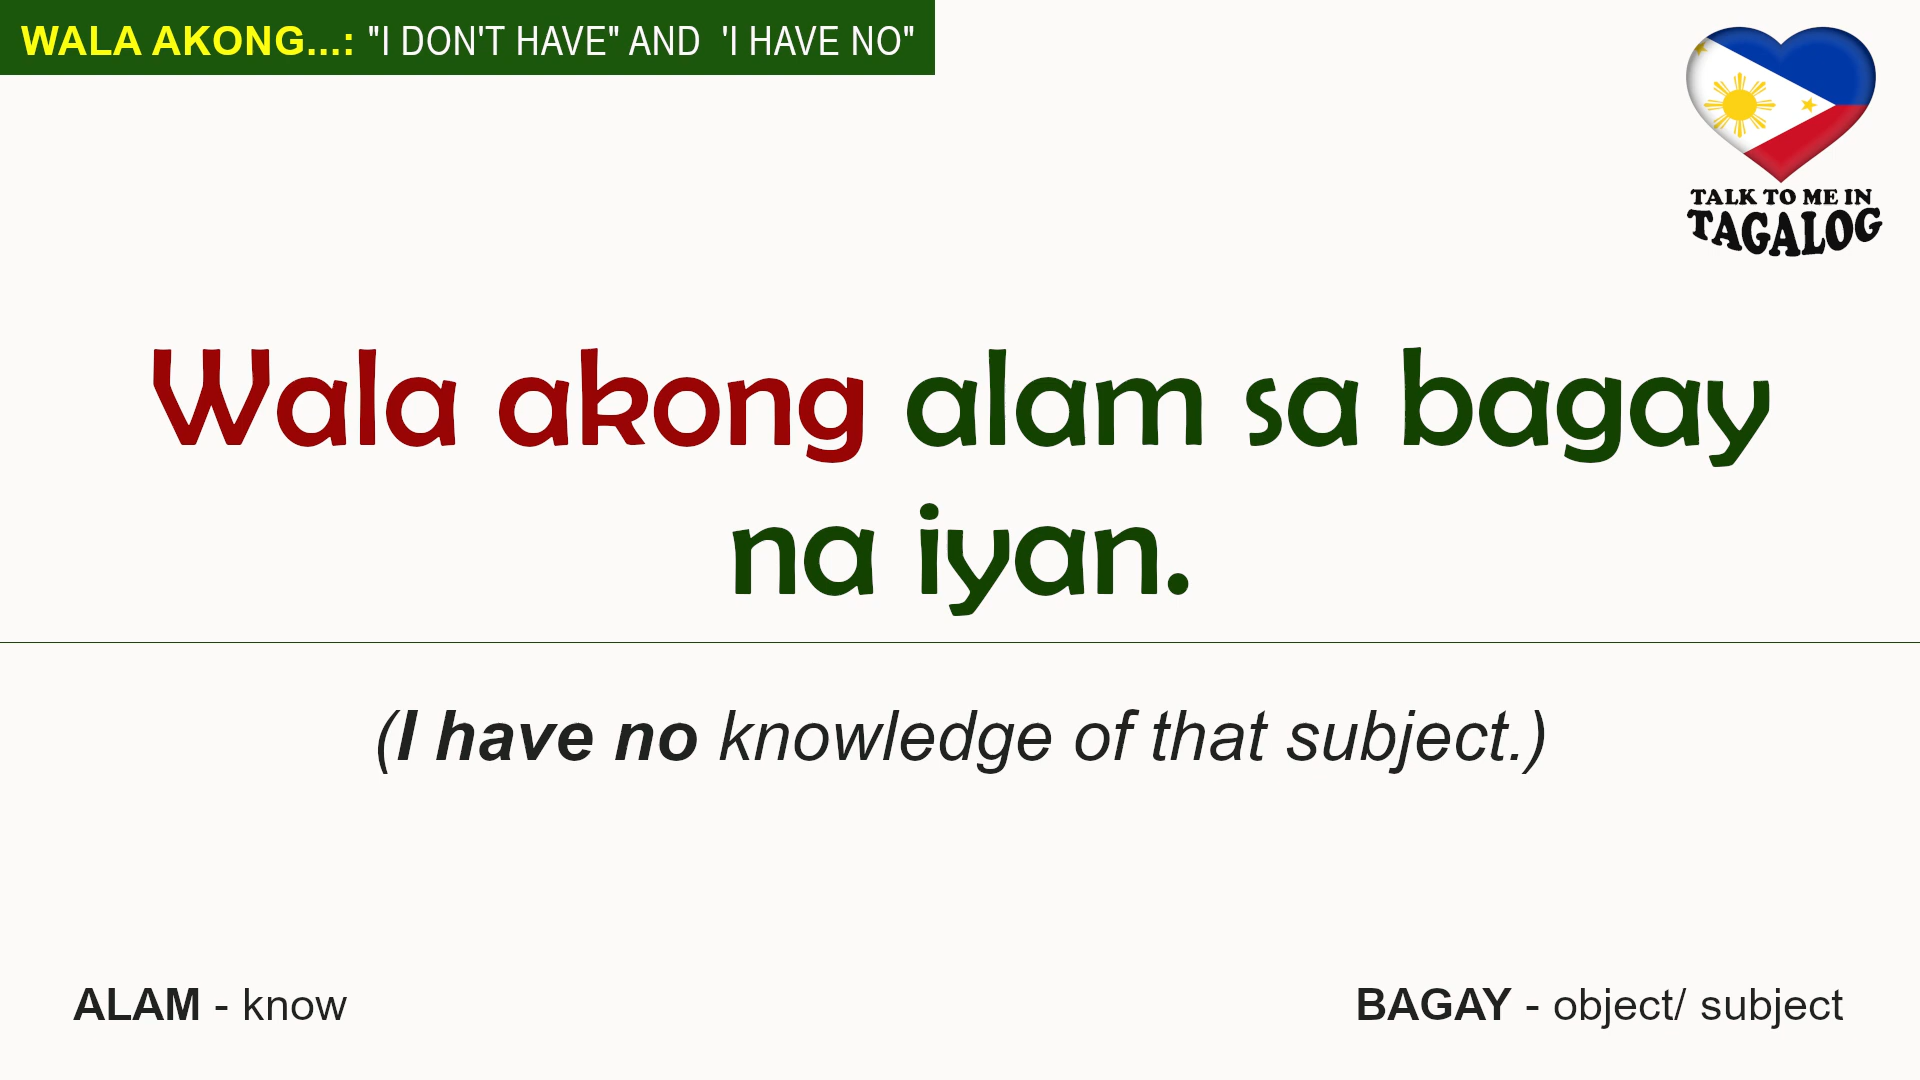 WALA AKONG...: "I DON'T HAVE" AND 'I HAVE NO"
TALK TO ME IN
TAGALOG
Wala akong alam sa bagay
na iyan.
(I have no knowledge of that subject.)
ALAM - know
BAGAY - object/ subject